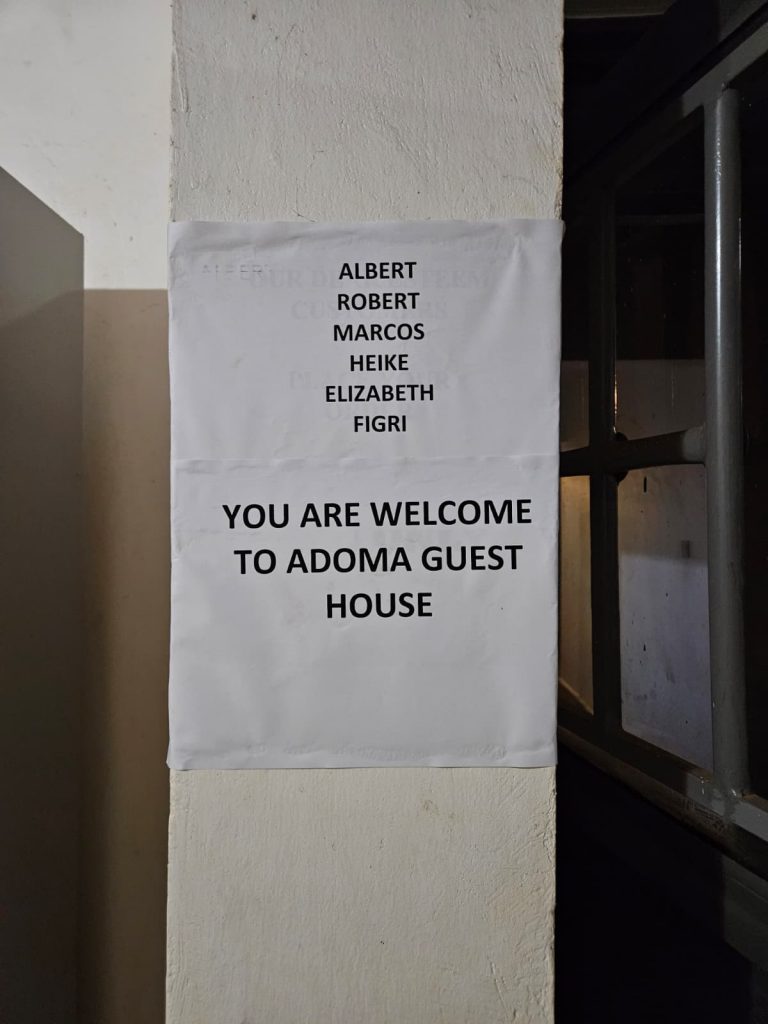 ALBERT
ROBERT
MARCOS
HEIKE
ELIZABETH
FIGRI
YOU ARE WELCOME
TO ADOMA GUEST
HOUSE